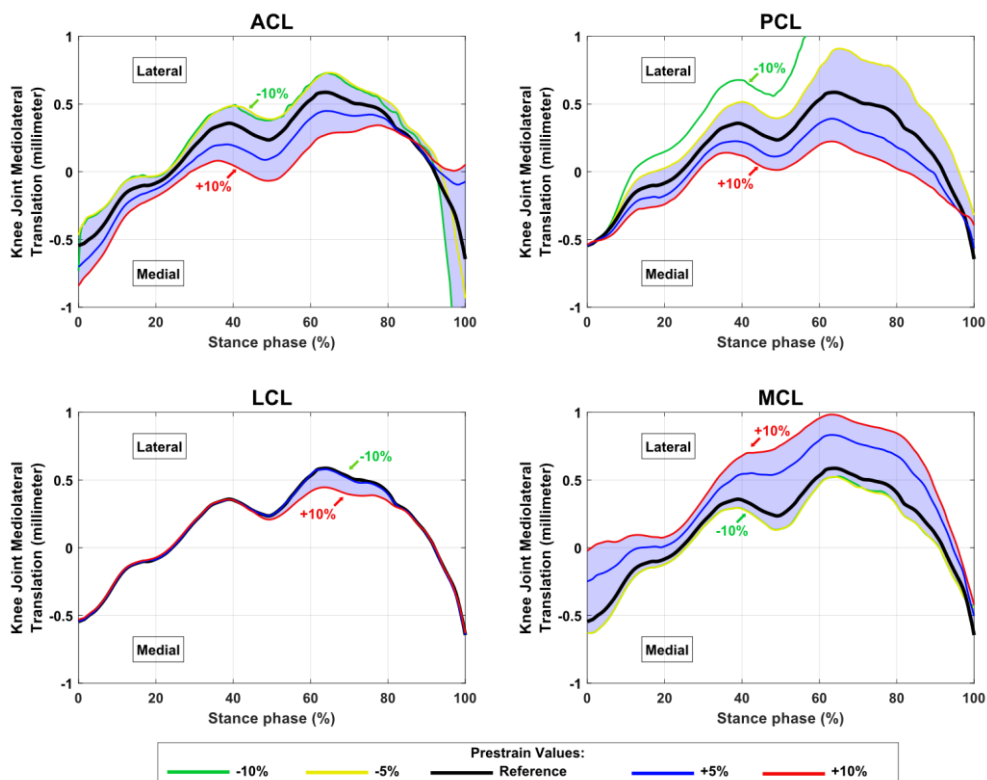 ACL
Knee Joint Mediolateral
Translation (millimeter)
1
0.5
0
-0.5
-1
Lateral
-10%
+10%
Medial
0
20
40
60
80
100
Stance phase (%)
PCL
Knee Joint Mediolateral
Translation (millimeter)
1
0.5
0
-0.5
-1
Lateral
-10%
+10%
Medial
0
20
40
60
80
100
Stance phase (%)
LCL
Knee Joint Mediolateral
Translation (millimeter)
1
0.5
0
-0.5
-1
Lateral
-10%
+10%
Medial
0
20
40
60
80
100
Stance phase (%)
MCL
Knee Joint Mediolateral
Translation (millimeter)
1
0.5
0
-0.5
-1
Lateral
+10%
-10%
Medial
0
20
40
60
80
100
Stance phase (%)
Prestrain Values:
-10%
-5%
Reference
+5%
+10%